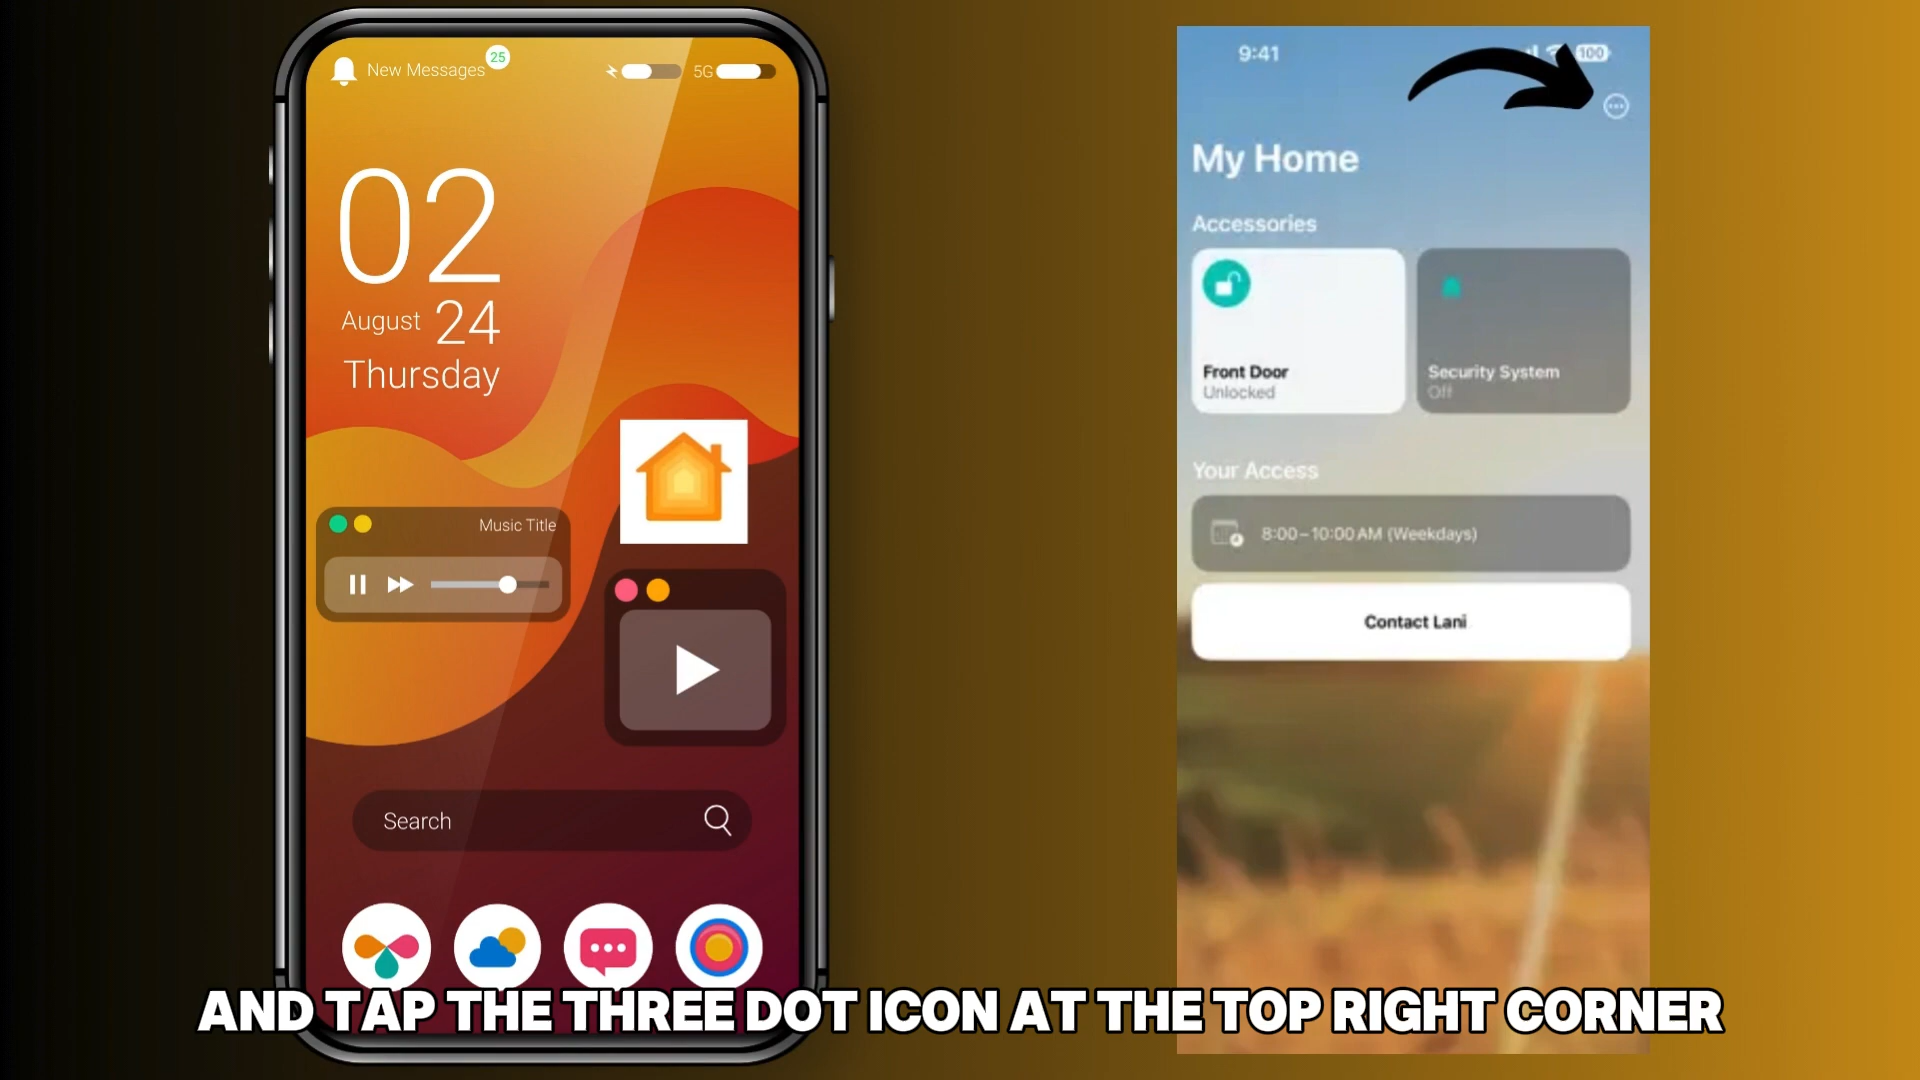 New Messages
25
5G
02
August 24
Thursday
Music Title
Search
9:41
100
My Home
Accessories
Front Door
Unlocked
Security System
Off
Your Access
8:00–10:00 AM (Weekdays)
Contact Lani
AND TAP THE THREE DOT ICON AT THE TOP RIGHT CORNER